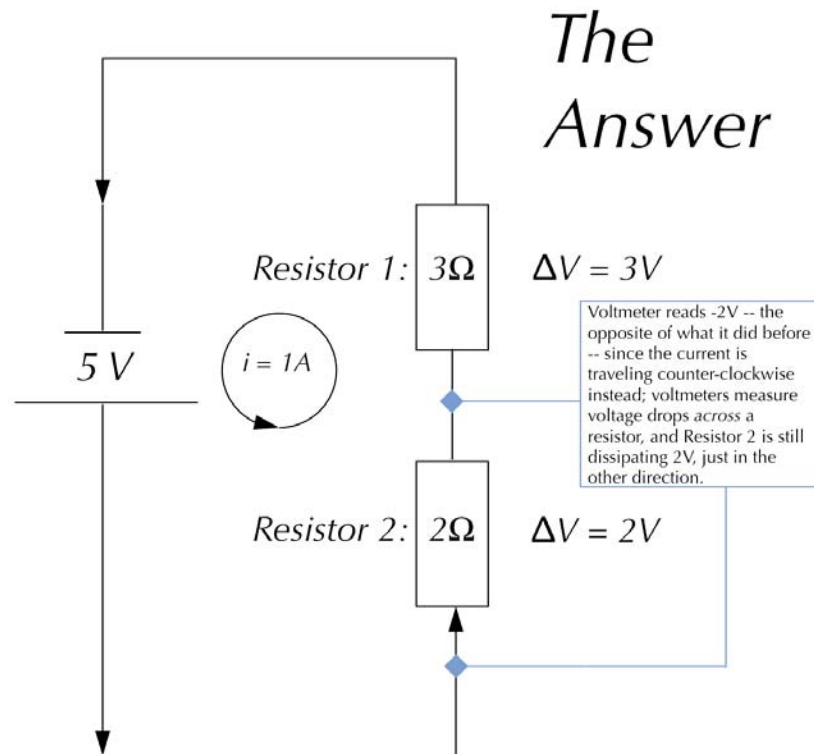 The
Answer
Resistor 1: 3Ω ΔV = 3V
Voltmeter reads -2V -- the
opposite of what it did before
-- since the current is
traveling counter-clockwise
instead; voltmeters measure
voltage drops across a
resistor, and Resistor 2 is still
dissipating 2V, just in the
other direction.
5 V
i = 1A
Resistor 2: 2Ω ΔV = 2V